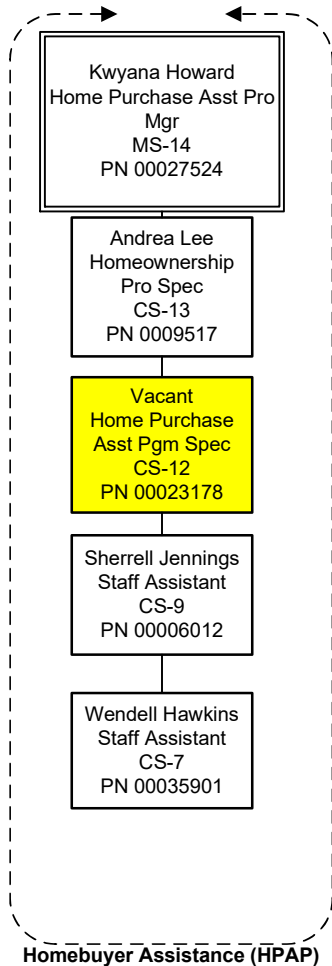 Kwyana Howard
Home Purchase Asst Pro
Mgr
MS-14
PN 00027524
Andrea Lee
Homeownership
Pro Spec
CS-13
PN 0009517
Vacant
Home Purchase
Asst Pgm Spec
CS-12
PN 00023178
Sherrell Jennings
Staff Assistant
CS-9
PN 00006012
Wendell Hawkins
Staff Assistant
CS-7
PN 00035901
Homebuyer Assistance (HPAP)